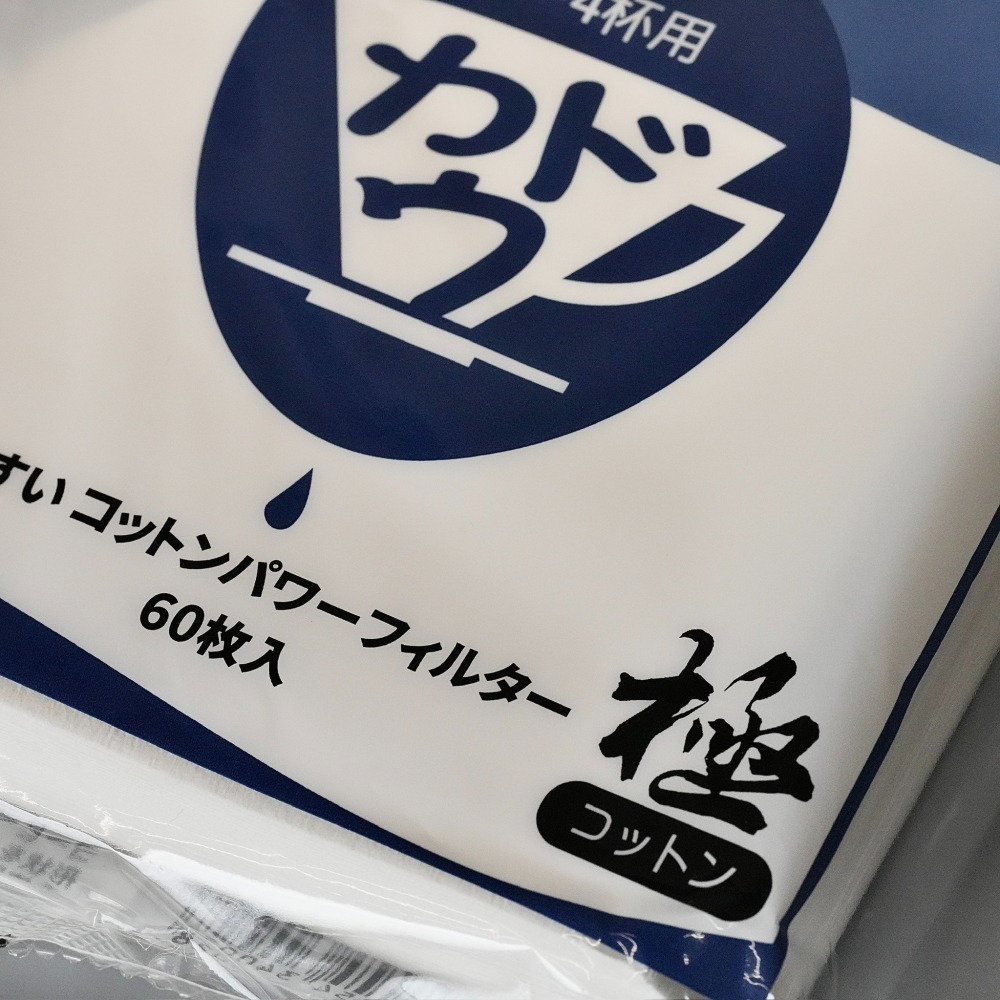 4杯用
カドウ
すい コットンパワーフィルター
60枚入
極
コットン